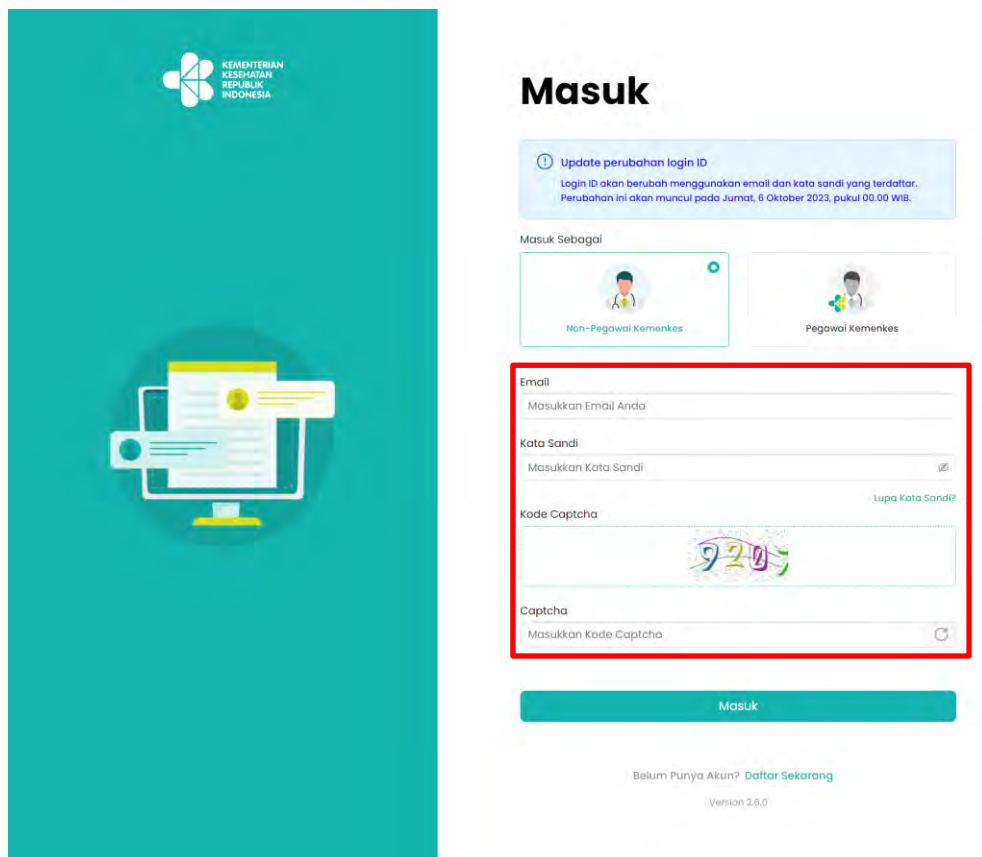 KEMENTERIAN
KESEHATAN
REPUBLIK
INDONESIA
Masuk
Update perubahan login ID
Login ID akan berubah menggunakan email dan kata sandi yang terdaftar.
Perubahan ini akan muncul pada Jumat, 6 Oktober 2023, pukul 00.00 WIB.
Masuk Sebagai
Non-Pegawai Kemenkes
Pegawai Kemenkes
Email
Masukkan Email Anda
Kata Sandi
Masukkan Kata Sandi
Lupa Kata Sandi?
Kode Captcha
Captcha
Masukkan Kode Captcha
Masuk
Belum Punya Akun? Daftar Sekarang
Version 2.6.0